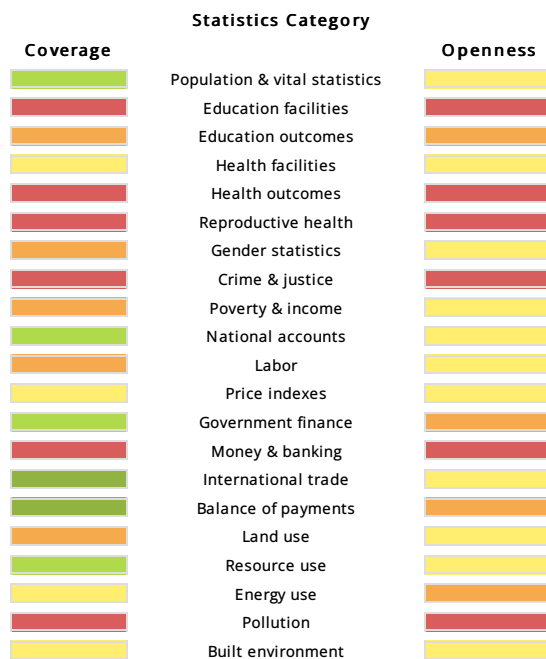 Statistics Category
Coverage
Openness
Population & vital statistics
Education facilities
Education outcomes
Health facilities
Health outcomes
Reproductive health
Gender statistics
Crime & justice
Poverty & income
National accounts
Labor
Price indexes
Government finance
Money & banking
International trade
Balance of payments
Land use
Resource use
Energy use
Pollution
Built environment